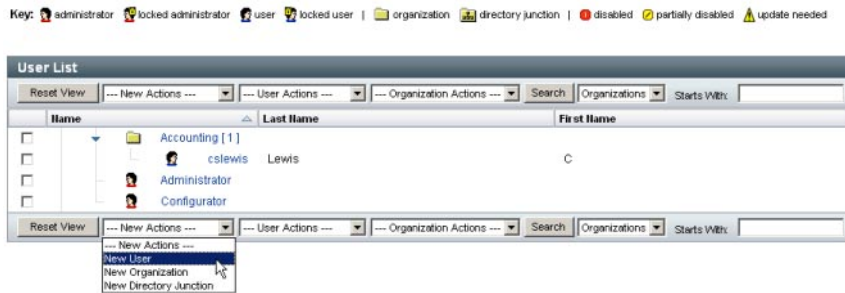 Key: administrator locked administrator user locked user | organization directory junction | disabled partially disabled update needed
User List
Reset View --- New Actions --- --- User Actions --- --- Organization Actions --- Search Organizations Starts With:
Name Last Name First Name
Accounting [ 1 ]
cslewis Lewis C
Administrator
Configurator
Reset View --- New Actions --- --- User Actions --- --- Organization Actions --- Search Organizations Starts With:
--- New Actions ---
New User
New Organization
New Directory Junction